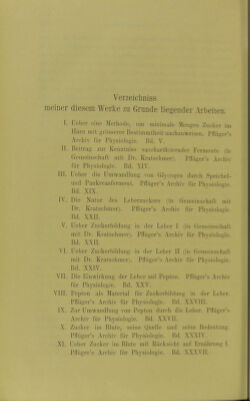 Verzeichniss
meiner diesem Werke zu Grunde liegender Arbeiten.
I. Ueber eine Methode, um minimale Mengen Zucker im
Harn mit grösserer Bestimmtheit nachzuweisen. Pflüger's
Archiv für Physiologie. Bd. V.
II. Beitrag zur Kenntniss saccharificirender Fermente (in
Gemeinschaft mit Dr. Kratschmer). Pflüger's Archiv
für Physiologie. Bd. XIV.
III. Ueber die Umwandlung von Glycogen durch Speichel-
und Pankreasferment. Pflüger's Archiv für Physiologie.
Bd. XIX.
IV. Die Natur des Leberzuckers (in Gemeinschaft mit
Dr. Kratschmer). Pflüger's Archiv für Physiologie.
Bd. XXII.
V. Ueber Zuckerbildung in der Leber I (in Gemeinschaft
mit Dr. Kratschmer). Pflüger's Archiv für Physiologie.
Bd. XXII.
VI. Ueber Zuckerbildung in der Leber II (in Gemeinschaft
mit Dr. Kratschmer). Pflüger's Archiv für Physiologie.
Bd. XXIV.
VII. Die Einwirkung der Leber auf Pepton. Pflüger's Archiv
für Physiologie. Bd. XXV.
VIII. Pepton als Material für Zuckerbildung in der Leber.
Pflüger's Archiv für Physiologie. Bd. XXVIII.
IX. Zur Umwandlung von Pepton durch die Leber. Pflüger's
Archiv für Physiologie. Bd. XXVII.
X. Zucker im Blute, seine Quelle und seine Bedeutung.
Pflüger's Archiv für Physiologie. Bd. XXXIV.
XI. Ueber Zucker im Blute mit Rücksicht auf Ernährung I.
Pflüger's Archiv für Physiologie. Bd. XXXVII.